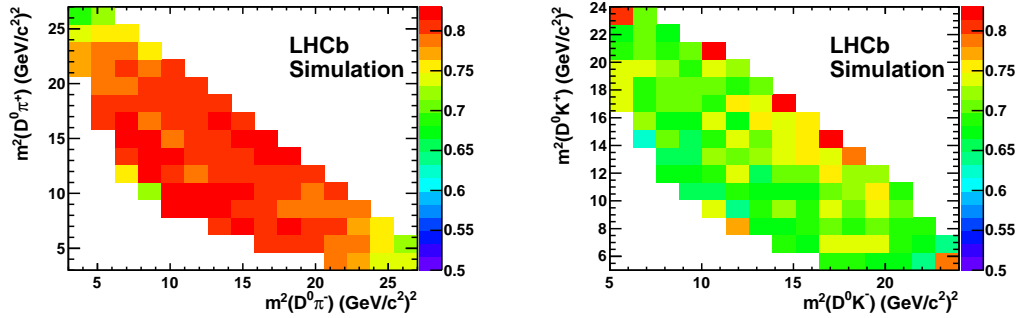 m²(D⁰π⁺) (GeV/c²)²
25
20
15
10
5
LHCb
Simulation
0.8
0.75
0.7
0.65
0.6
0.55
0.5
5 10 15 20 25
m²(D⁰π⁻) (GeV/c²)²
m²(D⁰K⁺) (GeV/c²)²
24
22
20
18
16
14
12
10
8
6
LHCb
Simulation
0.8
0.75
0.7
0.65
0.6
0.55
0.5
5 10 15 20
m²(D⁰K⁻) (GeV/c²)²